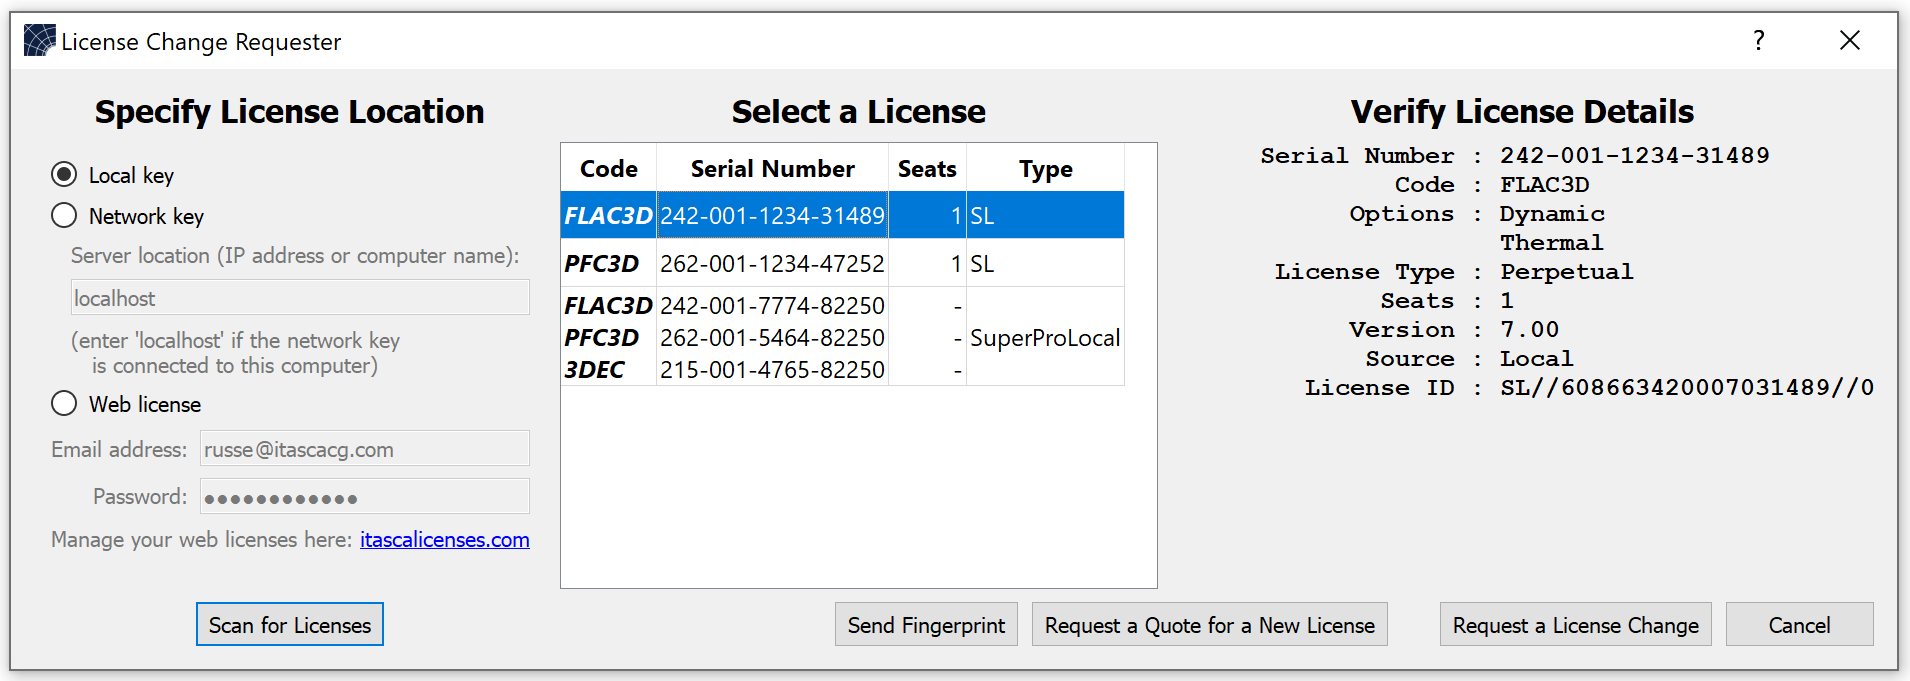 License Change Requester
?
Specify License Location
Local key
Network key
Server location (IP address or computer name):
localhost
(enter 'localhost' if the network key
is connected to this computer)
Web license
Email address: russe@itascacg.com
Password: ●●●●●●●●●●●●
Manage your web licenses here: itascalicenses.com
Scan for Licenses
Select a License
Code Serial Number Seats Type
FLAC3D 242-001-1234-31489 1 SL
PFC3D 262-001-1234-47252 1 SL
FLAC3D 242-001-7774-82250 -
PFC3D 262-001-5464-82250 - SuperProLocal
3DEC 215-001-4765-82250 -
Send Fingerprint
Request a Quote for a New License
Verify License Details
Serial Number : 242-001-1234-31489
Code : FLAC3D
Options : Dynamic
Thermal
License Type : Perpetual
Seats : 1
Version : 7.00
Source : Local
License ID : SL//608663420007031489//0
Request a License Change
Cancel